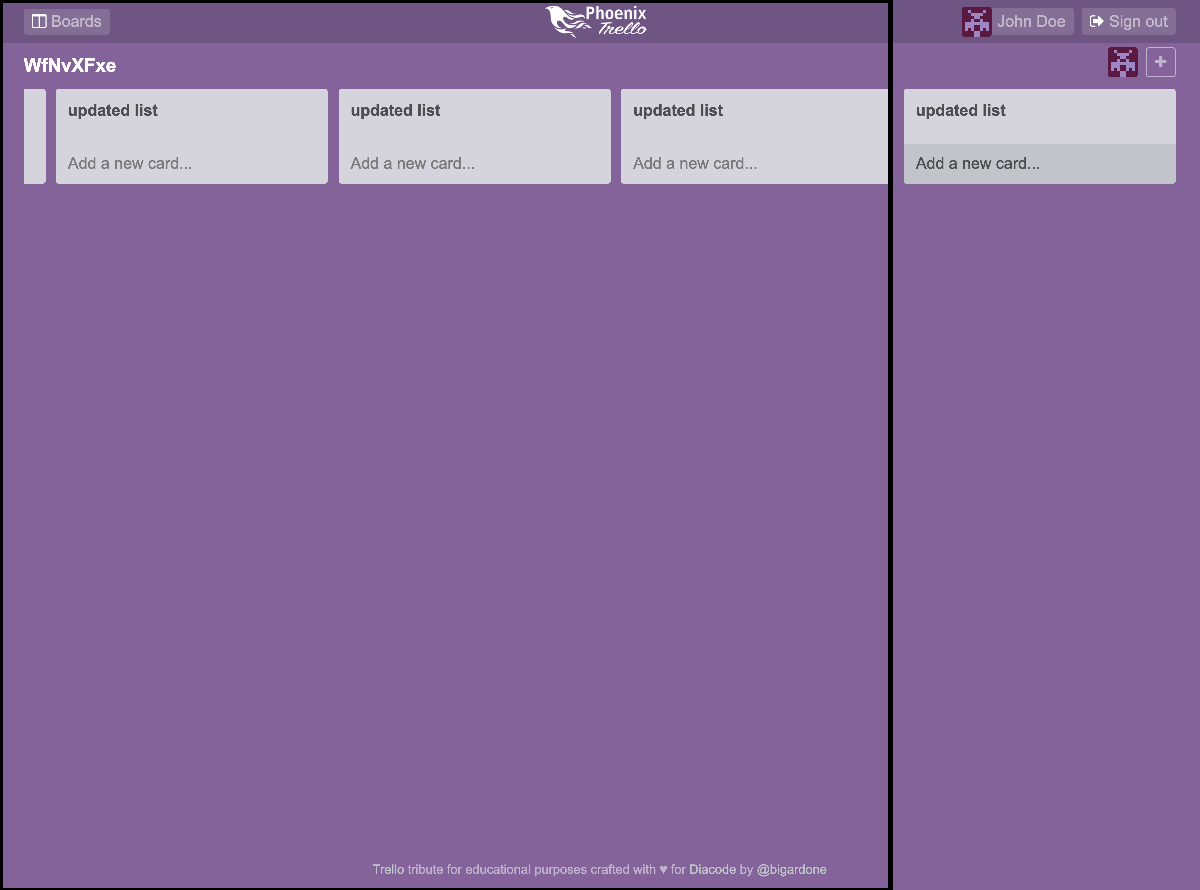 Boards
Phoenix
Trello
John Doe
Sign out
WfNvXFxe
+
updated list
updated list
updated list
updated list
Add a new card...
Add a new card...
Add a new card...
Add a new card...
Trello tribute for educational purposes crafted with ♥ for Diacode by @bigardone